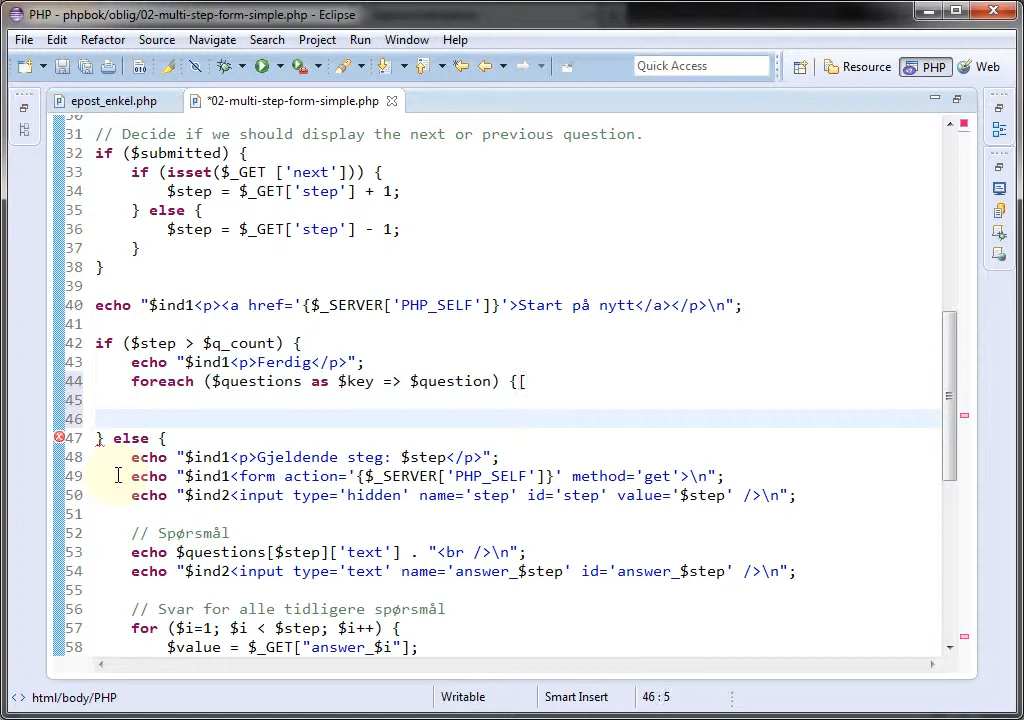 PHP - phpbok/oblig/02-multi-step-form-simple.php - Eclipse
File Edit Refactor Source Navigate Search Project Run Window Help
Quick Access Resource PHP Web
epost_enkel.php *02-multi-step-form-simple.php
30
31 // Decide if we should display the next or previous question.
32 if ($submitted) {
33 if (isset($_GET ['next'])) {
34 $step = $_GET['step'] + 1;
35 } else {
36 $step = $_GET['step'] - 1;
37 }
38 }
39
40 echo "$ind1<p><a href='{$_SERVER['PHP_SELF']}'>Start på nytt</a></p>\n";
41
42 if ($step > $q_count) {
43 echo "$ind1<p>Ferdig</p>";
44 foreach ($questions as $key => $question) {[
45
46
47 } else {
48 echo "$ind1<p>Gjeldende steg: $step</p>";
49 echo "$ind1<form action='{$_SERVER['PHP_SELF']}' method='get'>\n";
50 echo "$ind2<input type='hidden' name='step' id='step' value='$step' />\n";
51
52 // Spørsmål
53 echo $questions[$step]['text'] . "<br />\n";
54 echo "$ind2<input type='text' name='answer_$step' id='answer_$step' />\n";
55
56 // Svar for alle tidligere spørsmål
57 for ($i=1; $i < $step; $i++) {
58 $value = $_GET["answer_$i"];
html/body/PHP Writable Smart Insert 46 : 5